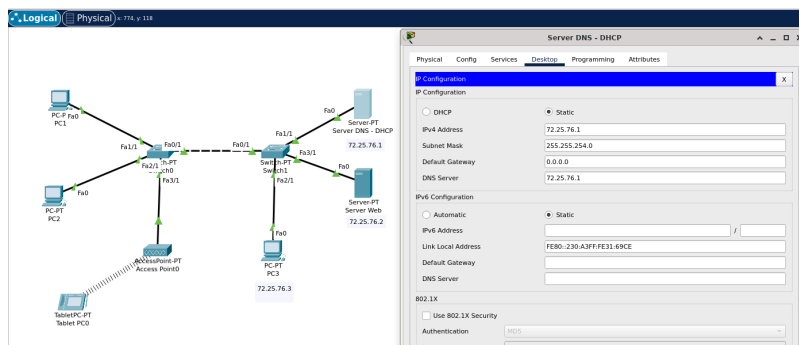 Logical Physical x: 774, y: 118
PC-P Fa0
PC1
Fa1/1
Fa0/1
Fa2/1
Fa3/1
PC-PT
PC2
Fa0
AccessPoint-PT
Access Point0
TabletPC-PT
Tablet PC0
Fa0/1
Fa1/1
Fa3/1
Switch-PT
Switch1
Fa2/1
Fa0
Server-PT
Server DNS - DHCP
72.25.76.1
Fa0
Server-PT
Server Web
72.25.76.2
Fa0
PC-PT
PC3
72.25.76.3
Server DNS - DHCP
Physical Config Services Desktop Programming Attributes
IP Configuration X
IP Configuration
DHCP Static
IPv4 Address 72.25.76.1
Subnet Mask 255.255.254.0
Default Gateway 0.0.0.0
DNS Server 72.25.76.1
IPv6 Configuration
Automatic Static
IPv6 Address /
Link Local Address FE80::230:A3FF:FE31:69CE
Default Gateway
DNS Server
802.1X
Use 802.1X Security
Authentication MD5